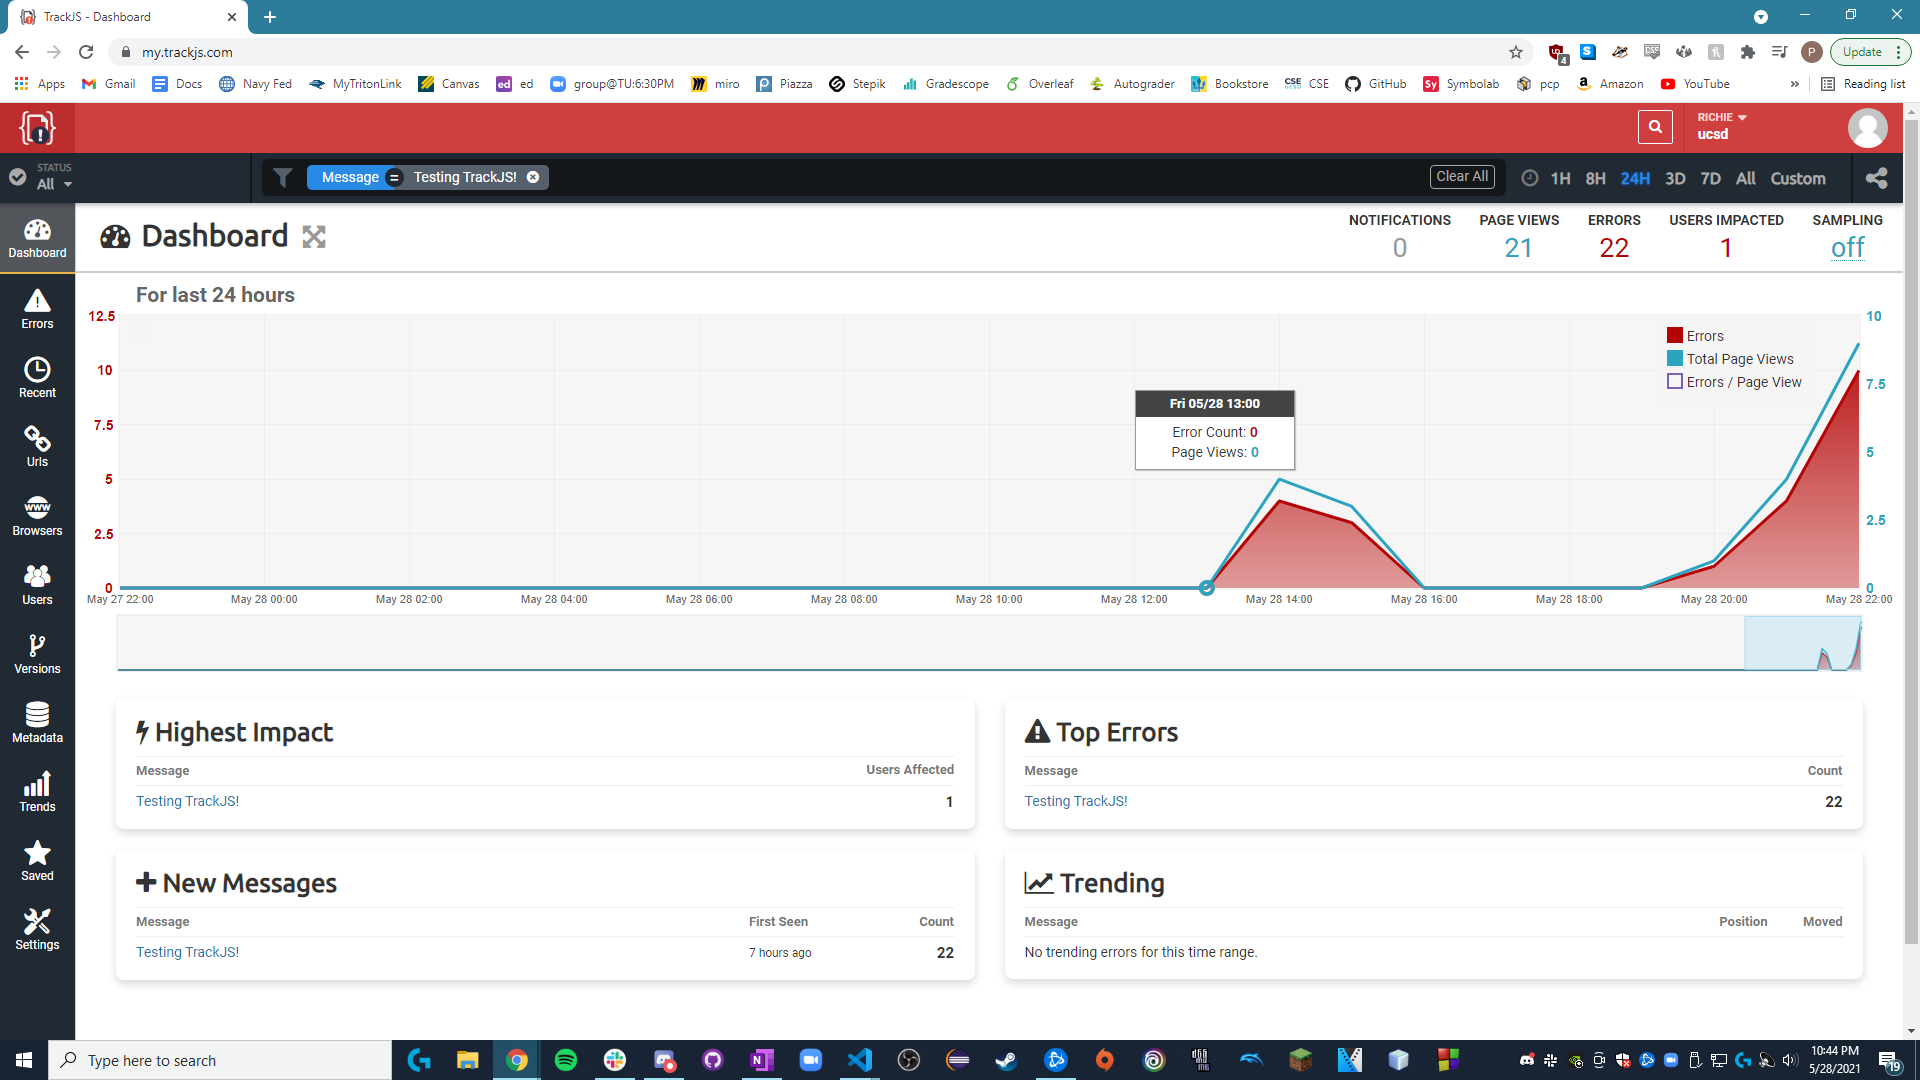 TrackJS - Dashboard
my.trackjs.com
4
P
Update
Apps
Gmail
Docs
Navy Fed
MyTritonLink
Canvas
ed
ed
group@TU:6:30PM
miro
Piazza
Stepik
Gradescope
Overleaf
Autograder
Bookstore
CSE
CSE
GitHub
Sy
Symbolab
pcp
Amazon
YouTube
»
Reading list
RICHIE
ucsd
STATUS
All
Message = Testing TrackJS!
Clear All
1H 8H 24H 3D 7D All Custom
Dashboard
Errors
Recent
Urls
www
Browsers
Users
Versions
Metadata
Trends
Saved
Settings
Dashboard
NOTIFICATIONS PAGE VIEWS ERRORS USERS IMPACTED SAMPLING
0 21 22 1 off
For last 24 hours
12.5
10
7.5
5
2.5
0
10
7.5
5
2.5
0
Errors
Total Page Views
Errors / Page View
Fri 05/28 13:00
Error Count: 0
Page Views: 0
May 27 22:00 May 28 00:00 May 28 02:00 May 28 04:00 May 28 06:00 May 28 08:00 May 28 10:00 May 28 12:00 May 28 14:00 May 28 16:00 May 28 18:00 May 28 20:00 May 28 22:00
Highest Impact
Message Users Affected
Testing TrackJS! 1
Top Errors
Message Count
Testing TrackJS! 22
New Messages
Message First Seen Count
Testing TrackJS! 7 hours ago 22
Trending
Message Position Moved
No trending errors for this time range.
Type here to search
10:44 PM
5/28/2021
19